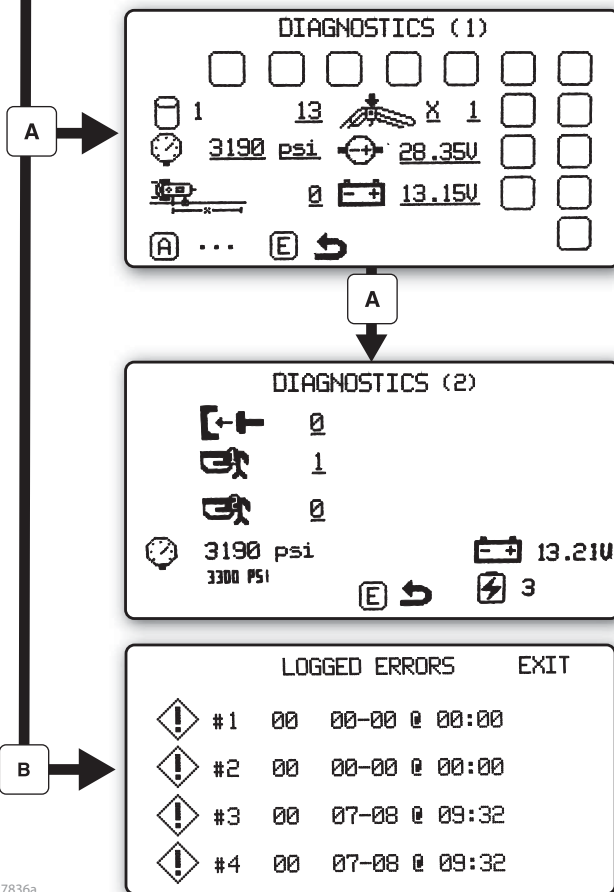 DIAGNOSTICS (1)
1 13 X 1
A
3190 psi 28.35V
0 13.15V
A ... E
A
DIAGNOSTICS (2)
0
1
0
3190 psi 13.21V
3300 PSI
E 3
LOGGED ERRORS EXIT
#1 00 00-00 @ 00:00
B
#2 00 00-00 @ 00:00
#3 00 07-08 @ 09:32
#4 00 07-08 @ 09:32
7836a